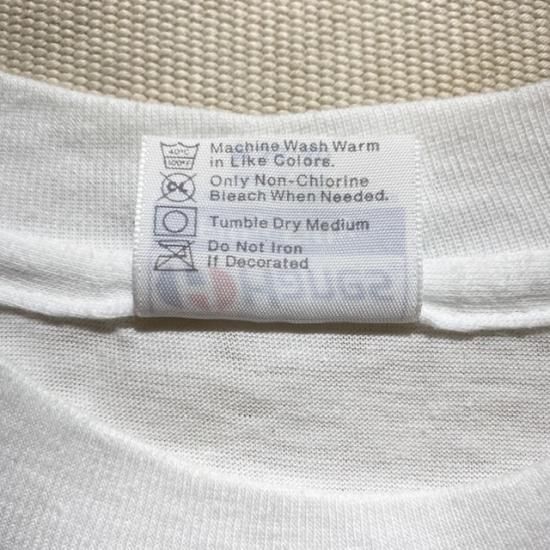 40°C
100°F
Machine Wash Warm
in Like Colors.
CL
Only Non-Chlorine
Bleach When Needed.
Tumble Dry Medium
Do Not Iron
If Decorated